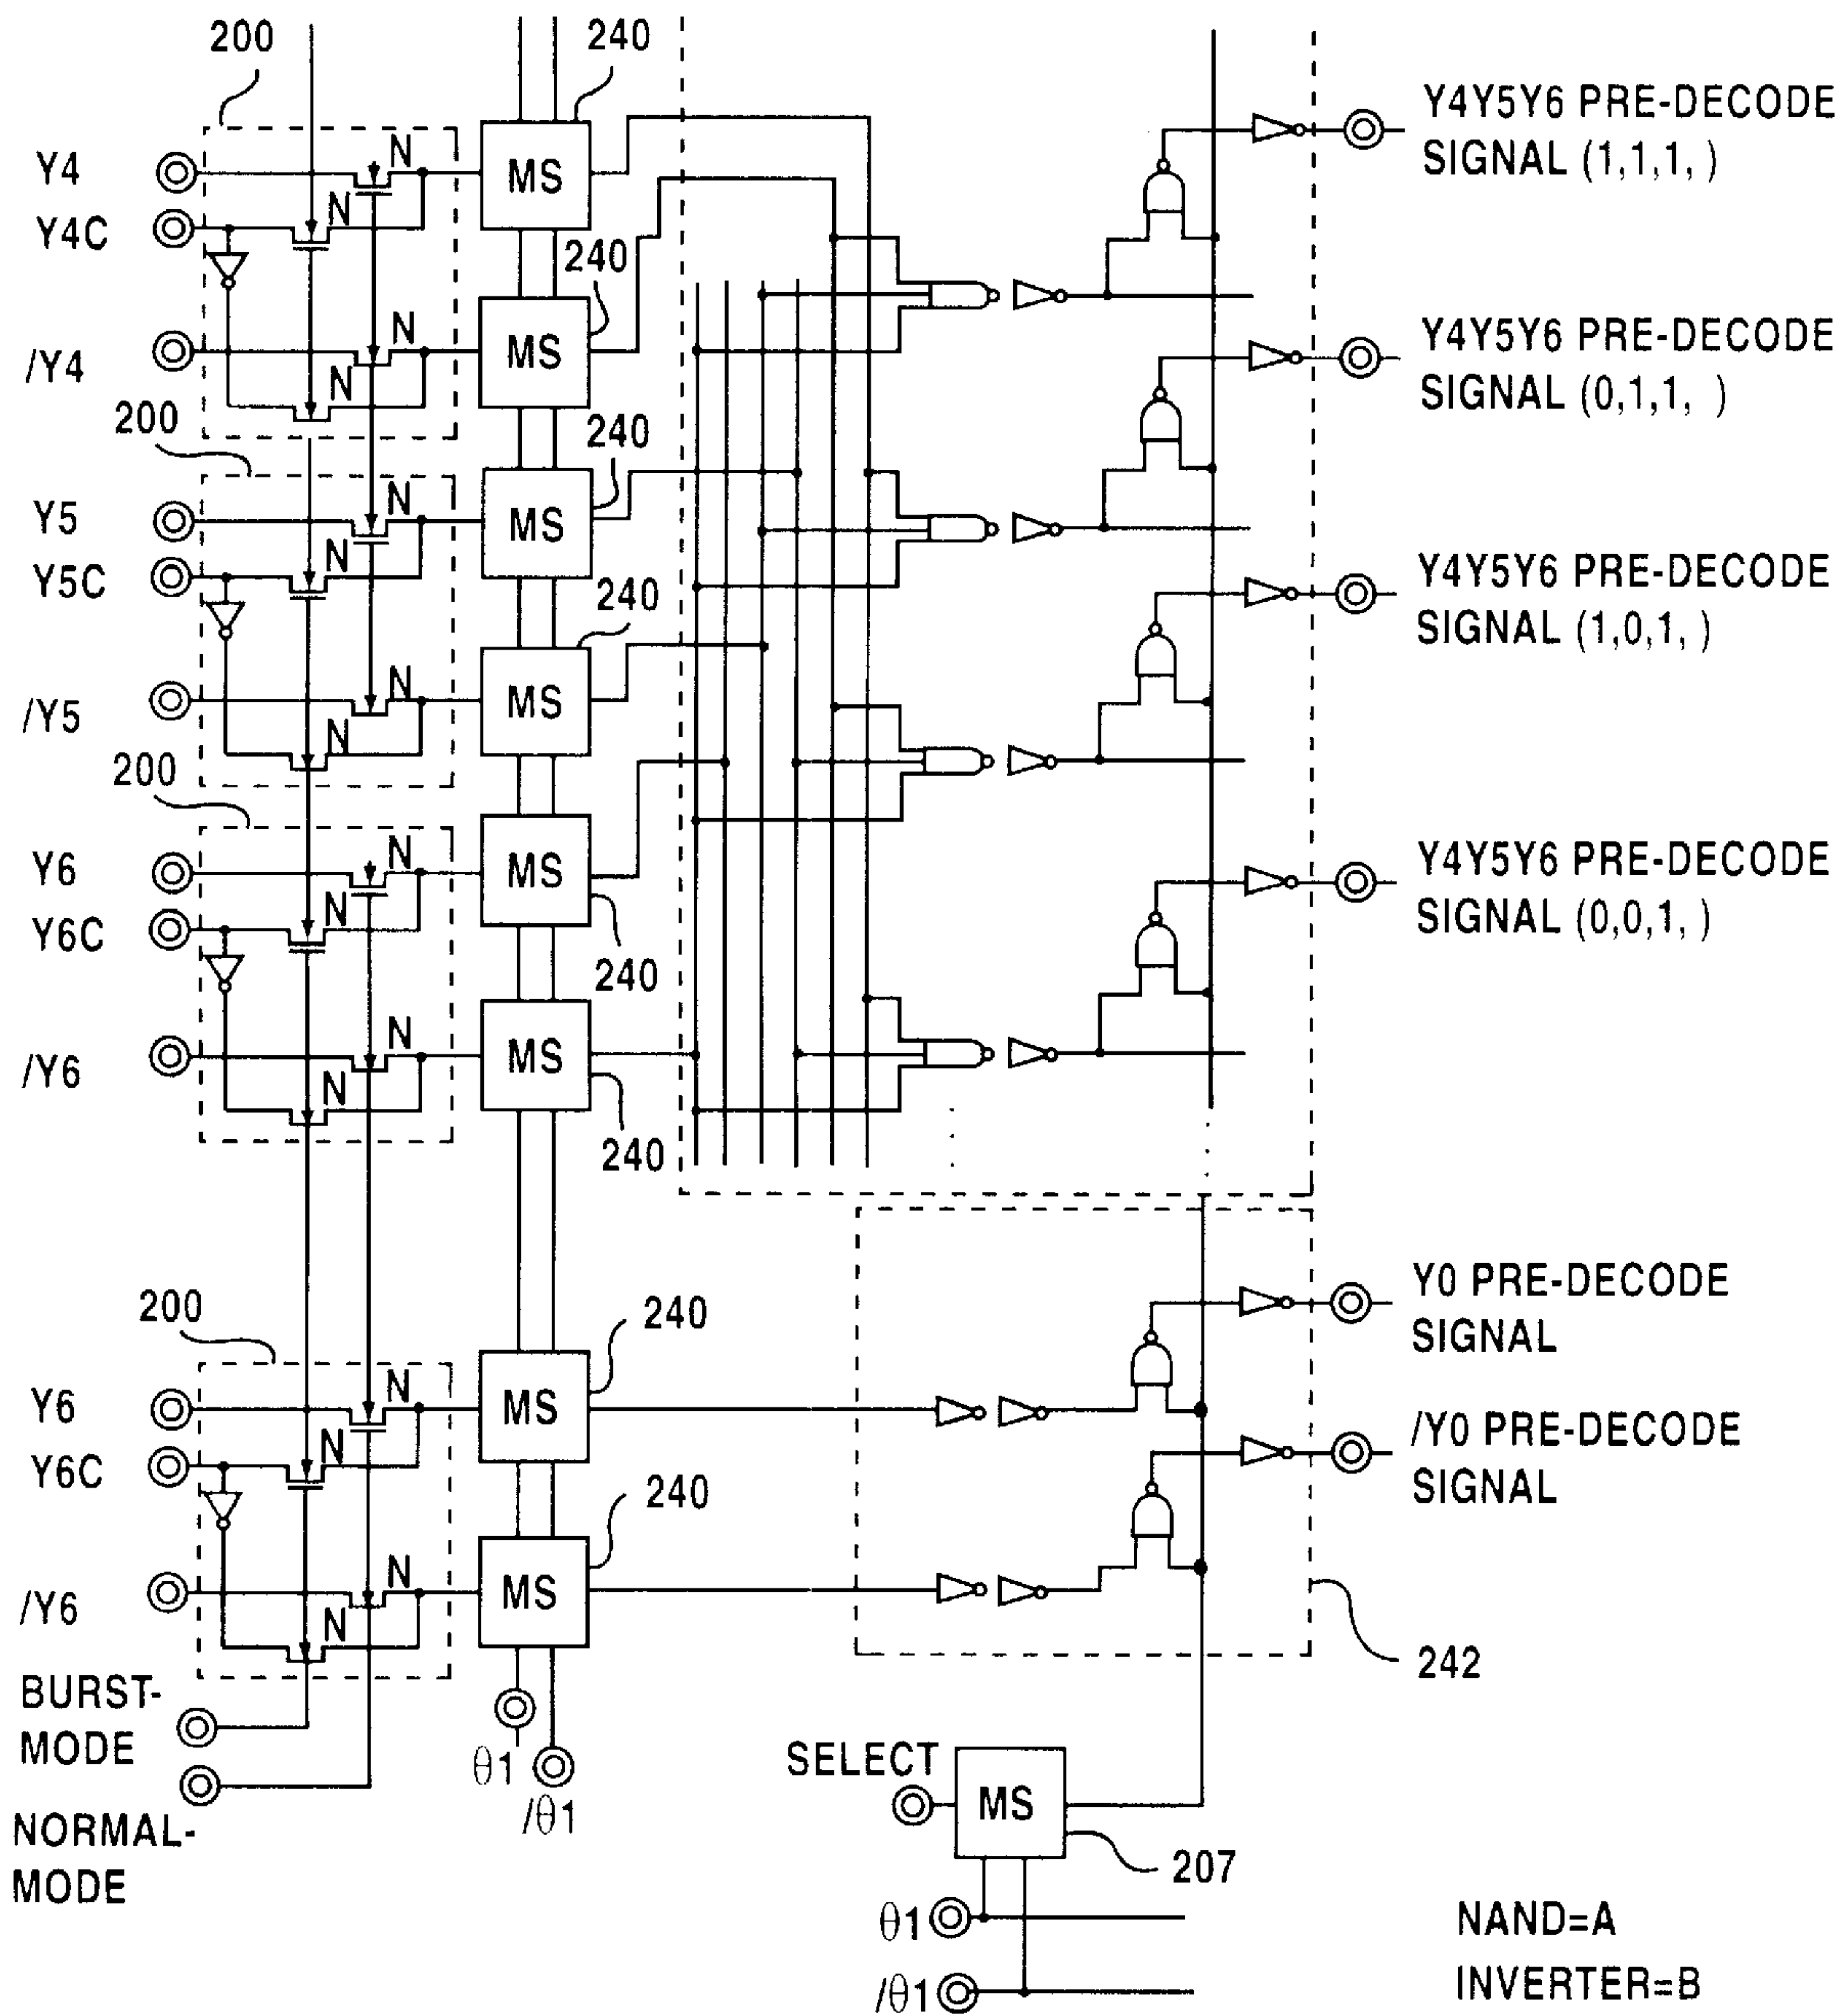 200
240
Y4
N
MS
Y4C
N
Y4Y5Y6 PRE-DECODE
SIGNAL (1,1,1, )
240
/Y4
N
MS
N
Y4Y5Y6 PRE-DECODE
SIGNAL (0,1,1, )
200
240
Y5
N
MS
Y5C
N
Y4Y5Y6 PRE-DECODE
SIGNAL (1,0,1, )
240
/Y5
N
MS
N
200
Y6
N
MS
Y6C
N
240
Y4Y5Y6 PRE-DECODE
SIGNAL (0,0,1, )
/Y6
N
MS
N
240
200
240
Y6
N
MS
Y6C
N
Y0 PRE-DECODE
SIGNAL
240
/Y6
N
MS
N
/Y0 PRE-DECODE
SIGNAL
242
BURST-
MODE
NORMAL-
MODE
θ1
/θ1
SELECT
MS
207
θ1
/θ1
NAND=A
INVERTER=B